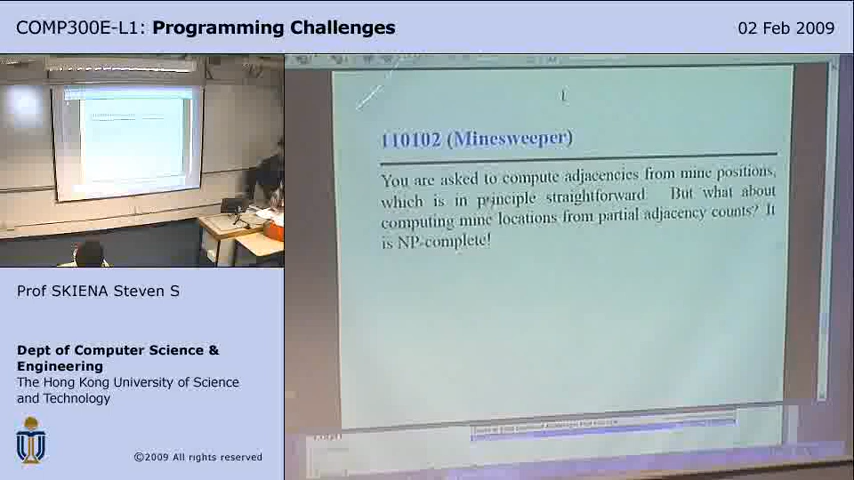 COMP300E-L1: Programming Challenges
02 Feb 2009
110102 (Minesweeper)
You are asked to compute adjacencies from mine positions,
which is in principle straightforward. But what about
computing mine locations from partial adjacency counts? It
is NP-complete!
Prof SKIENA Steven S
Dept of Computer Science &
Engineering
The Hong Kong University of Science
and Technology
©2009 All rights reserved